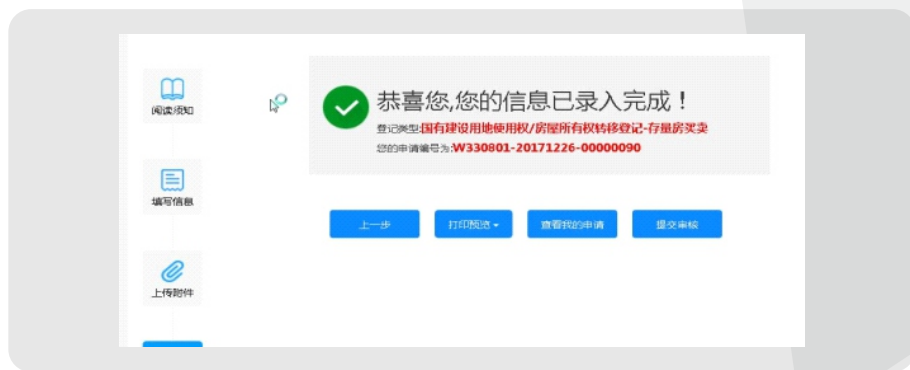 阅读须知
恭喜您,您的信息已录入完成！
登记类型:国有建设用地使用权/房屋所有权转移登记-存量房买卖
您的申请编号为:W330801-20171226-00000090
填写信息
上一步
打印预览
查看我的申请
提交审核
上传附件